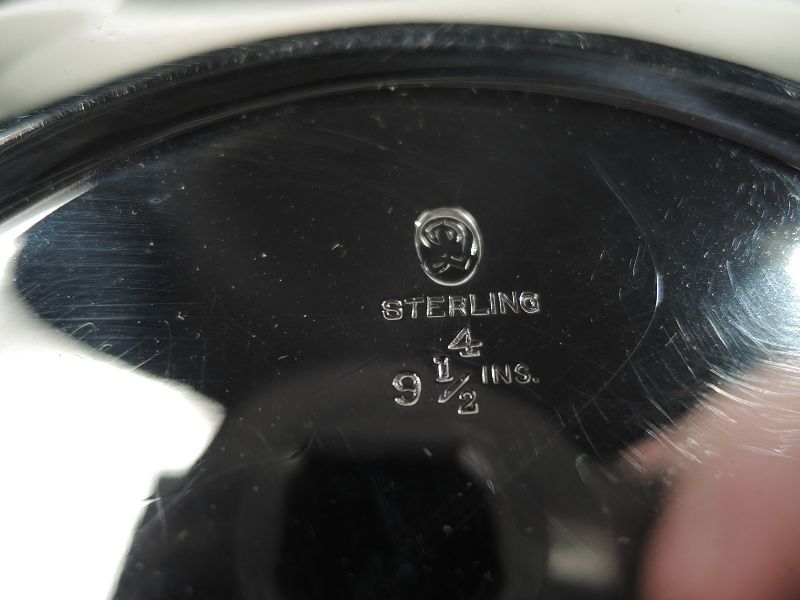 STERLING
4
9 1/2 INS.